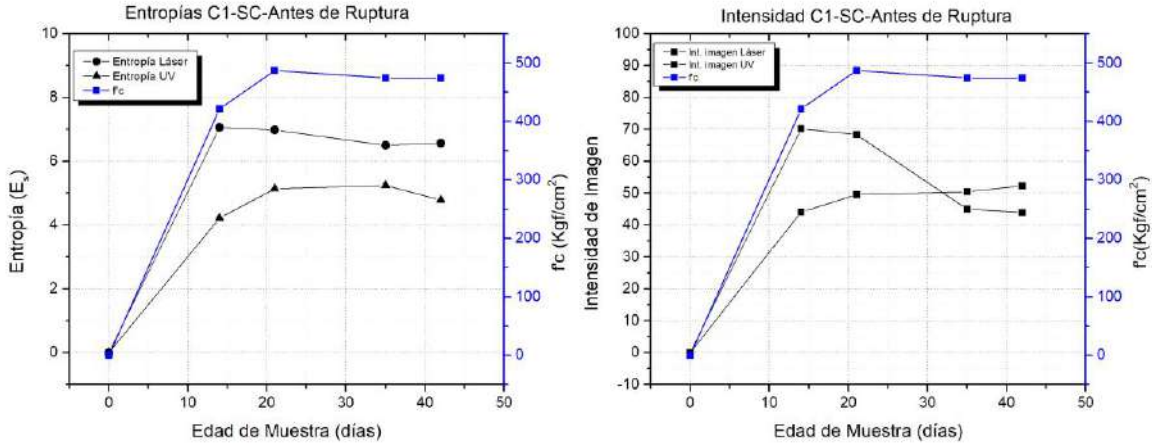 Entropías C1-SC-Antes de Ruptura
10
8
6
4
2
0
Entropía (Es)
Entropía Láser
Entropía UV
f'c
500
400
300
200
100
0
f'c (Kgf/cm2)
0 10 20 30 40 50
Edad de Muestra (días)
Intensidad C1-SC-Antes de Ruptura
100
90
80
70
60
50
40
30
20
10
0
-10
Intensidad de Imagen
Int. imagen Láser
Int. imagen UV
f'c
500
400
300
200
100
0
f'c(Kgf/cm2)
0 10 20 30 40 50
Edad de Muestra (días)